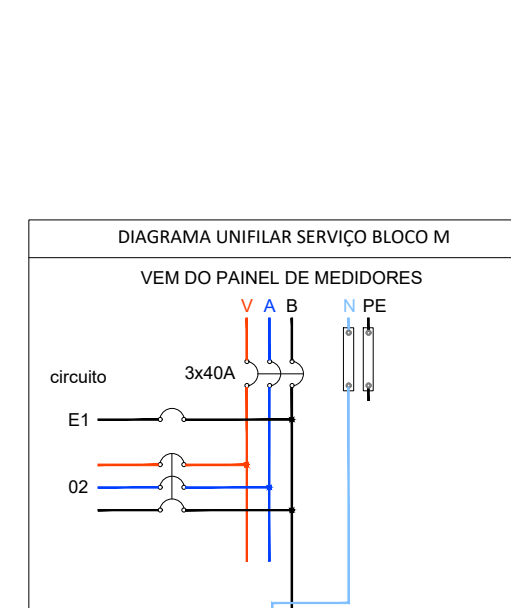 DIAGRAMA UNIFILAR SERVIÇO BLOCO M
VEM DO PAINEL DE MEDIDORES
V A B N PE
circuito 3x40A
E1
02